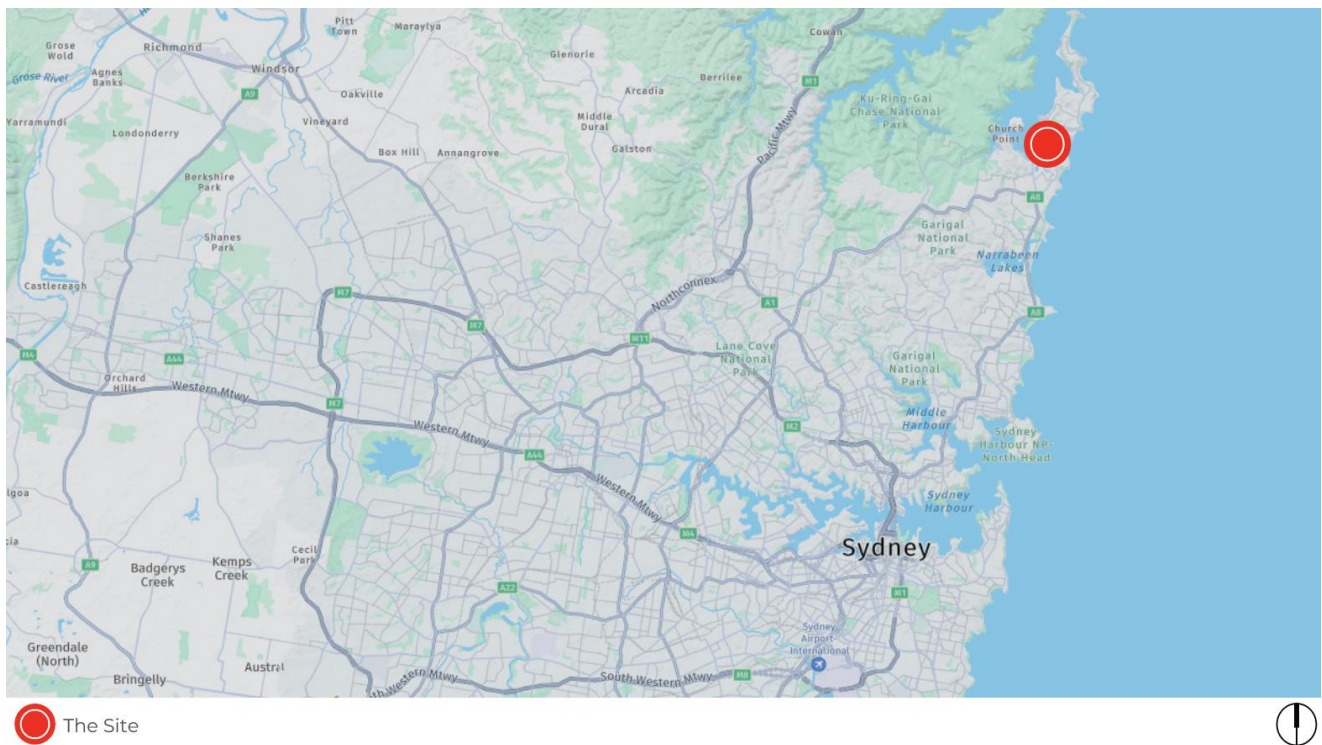 Pitt
Town
Maraylya
Cowan
Grose
Wold
Richmond
Glenorie
Windsor
Berrilee
M1
Grose River
Agnes
Banks
A9
Oakville
Arcadia
Ku-Ring-Gai
Chase National
Park
Yarramundi
Londonderry
Vineyard
Middle
Dural
Pacific Mtwy
Church
Point
Box Hill
Annangrove
Galston
Berkshire
Park
A8
Shanes
Park
Garigal
National
Park
Narrabeen
Lakes
Castlereagh
M7
Northconnex
A1
A8
M7
M11
M4
A44
Lane Cove
National
Park
Garigal
National
Park
Orchard
Hills
Western Mtwy
M7
Middle
Harbour
Western Mtwy
M2
Sydney
Harbour NP-
North Head
A44
Western Mtwy
lgoa
Sydney
Harbour
M4
cia
Sydney
Cecil
Park
A9
Badgerys
Creek
Kemps
Creek
A22
M1
Sydney
Airport-
International
Greendale
(North)
Austral
Bringelly
th Western Mtwy
South Western Mtwy
M8
The Site